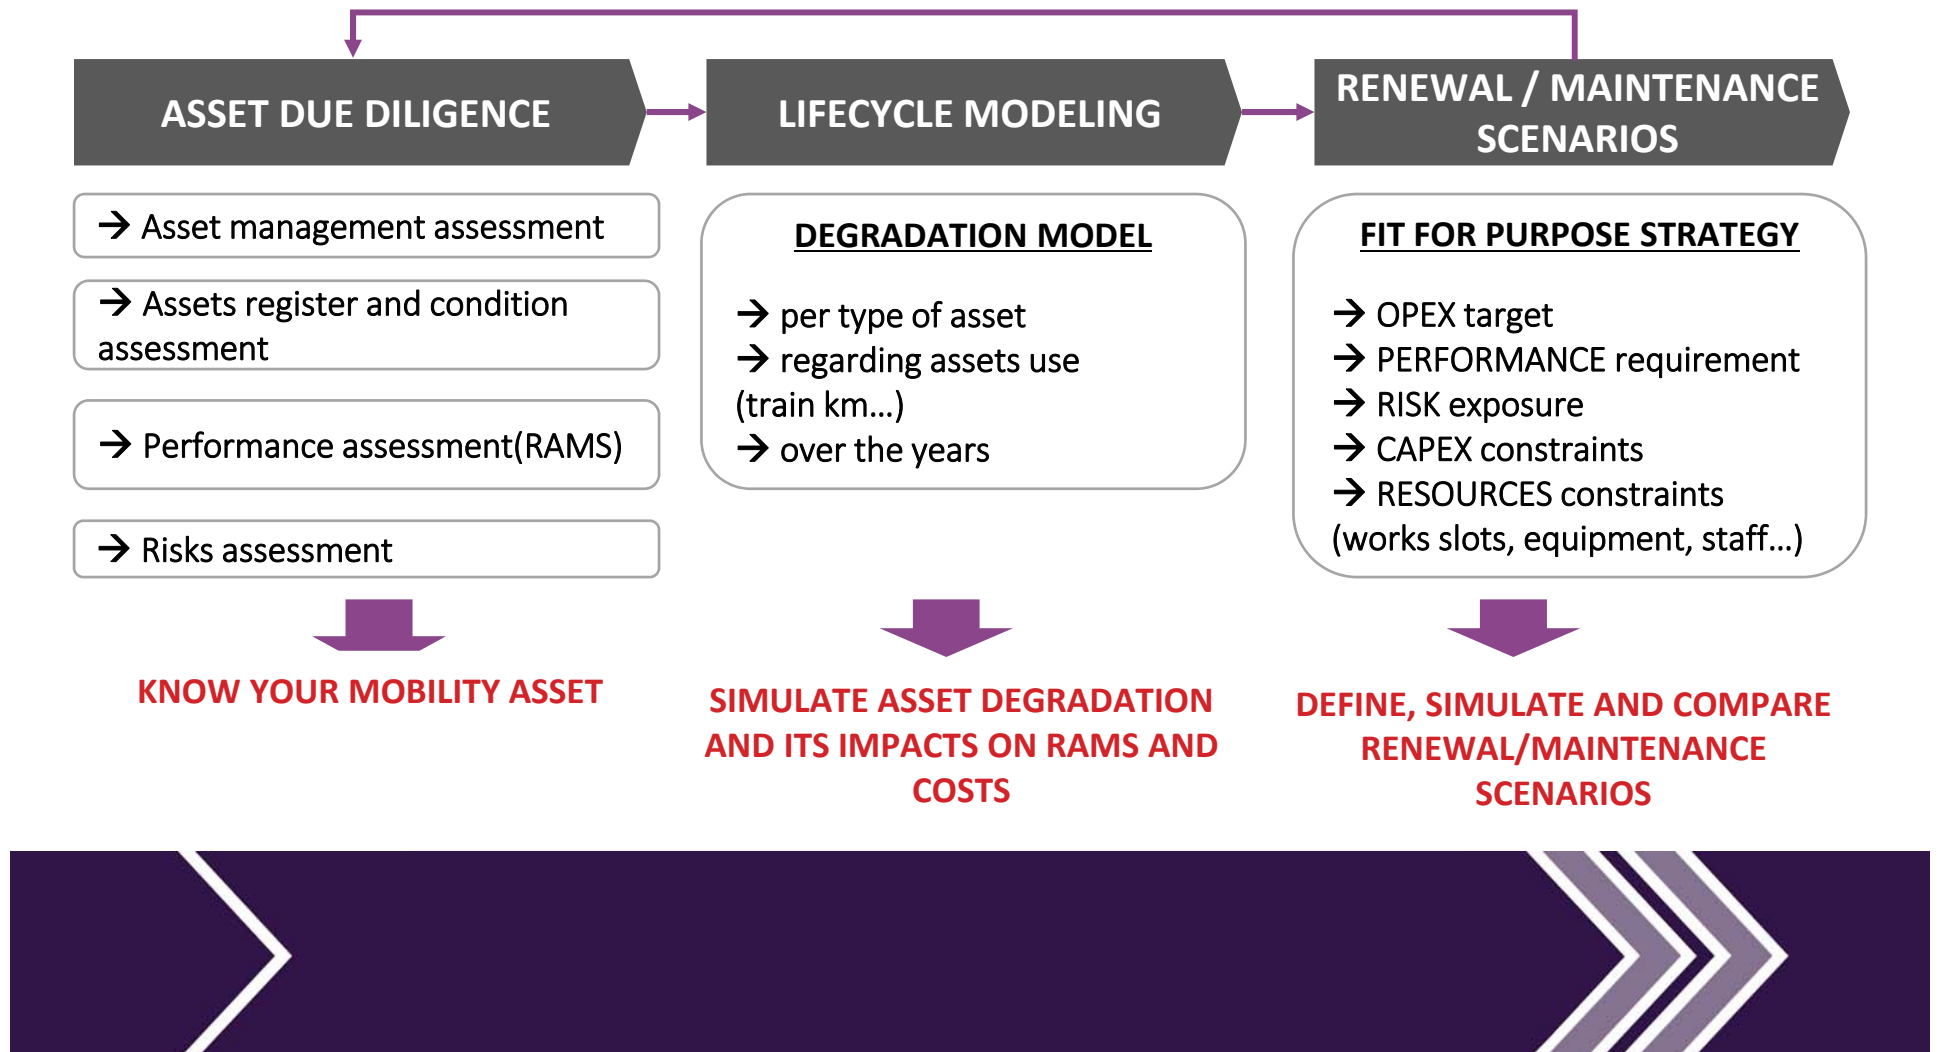 ASSET DUE DILIGENCE
LIFECYCLE MODELING
RENEWAL / MAINTENANCE
SCENARIOS
→ Asset management assessment
→ Assets register and condition
assessment
→ Performance assessment(RAMS)
→ Risks assessment
DEGRADATION MODEL
→ per type of asset
→ regarding assets use
(train km…)
→ over the years
FIT FOR PURPOSE STRATEGY
→ OPEX target
→ PERFORMANCE requirement
→ RISK exposure
→ CAPEX constraints
→ RESOURCES constraints
(works slots, equipment, staff…)
KNOW YOUR MOBILITY ASSET
SIMULATE ASSET DEGRADATION
AND ITS IMPACTS ON RAMS AND
COSTS
DEFINE, SIMULATE AND COMPARE
RENEWAL/MAINTENANCE
SCENARIOS